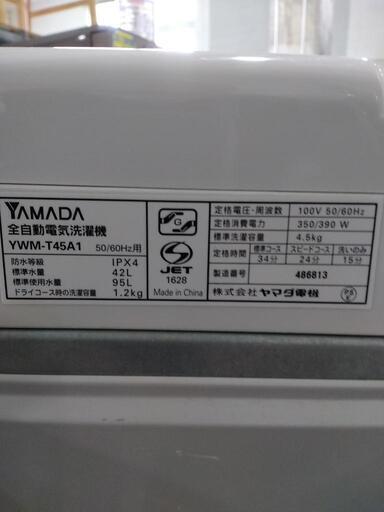 YAMADA
全自動電気洗濯機
YWM-T45A1 50/60Hz用
防水等級 IPX4
標準水量 42L
標準使用水量 95L
ドライコース時の洗濯容量 1.2kg
G
JET
1628
Made in China
定格電圧・周波数 100V 50/60Hz
定格消費電力 350/390 W
標準洗濯容量 4.5kg
定格時間 標準コース スピードコース 洗いのみ
34分 24分 15分
製造番号 486813
株式会社ヤマダ電機
PSE